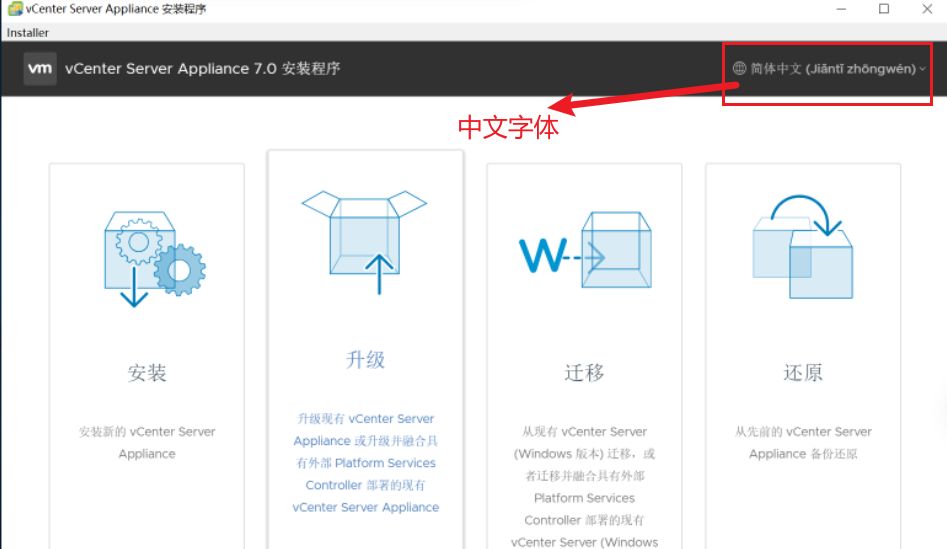 vCenter Server Appliance 安装程序
Installer
vm vCenter Server Appliance 7.0 安装程序
简体中文 (Jiǎntǐ zhōngwén)
中文字体
安装
安装新的 vCenter Server
Appliance
升级
升级现有 vCenter Server
Appliance 或升级并融合具
有外部 Platform Services
Controller 部署的现有
vCenter Server Appliance
W
迁移
从现有 vCenter Server
(Windows 版本) 迁移，或
者迁移并融合具有外部
Platform Services
Controller 部署的现有
vCenter Server (Windows
还原
从先前的 vCenter Server
Appliance 备份还原